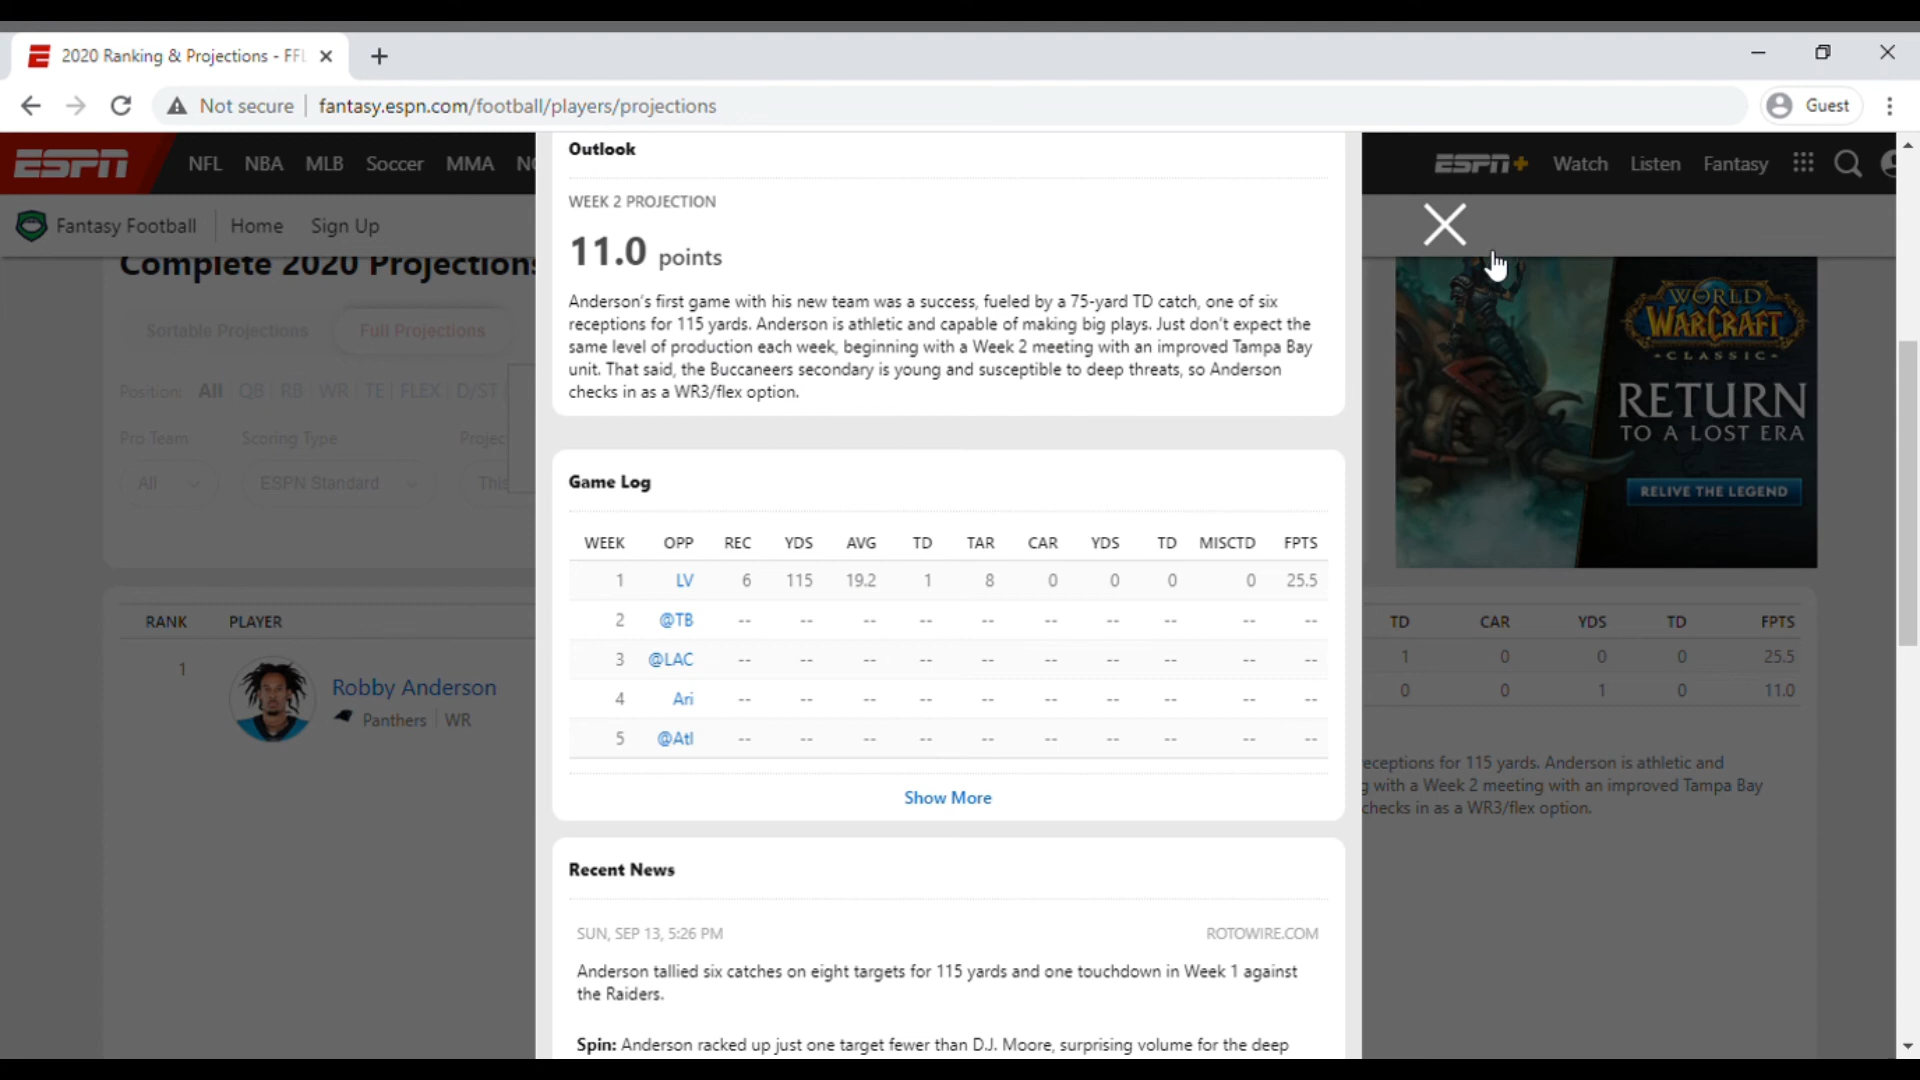 2020 Ranking & Projections - FFL
Not secure
fantasy.espn.com/football/players/projections
Guest
ESPN
NFL NBA MLB Soccer MMA
ESPN+ Watch Listen Fantasy
Fantasy Football Home Sign Up
Complete 2020 Projections
Sortable Projections Full Projections
Position: All QB RB WR TE FLEX D/ST
Pro Team Scoring Type
All ESPN Standard
RANK PLAYER
1 Robby Anderson
Panthers WR
Outlook
WEEK 2 PROJECTION
11.0 points
Anderson's first game with his new team was a success, fueled by a 75-yard TD catch, one of six
receptions for 115 yards. Anderson is athletic and capable of making big plays. Just don't expect the
same level of production each week, beginning with a Week 2 meeting with an improved Tampa Bay
unit. That said, the Buccaneers secondary is young and susceptible to deep threats, so Anderson
checks in as a WR3/flex option.
Game Log
WEEK OPP REC YDS AVG TD TAR CAR YDS TD MISCTD FPTS
1 LV 6 115 19.2 1 8 0 0 0 0 25.5
2 @TB -- -- -- -- -- -- -- -- -- --
3 @LAC -- -- -- -- -- -- -- -- -- --
4 Ari -- -- -- -- -- -- -- -- -- --
5 @Atl -- -- -- -- -- -- -- -- -- --
Show More
Recent News
SUN, SEP 13, 5:26 PM ROTOWIRE.COM
Anderson tallied six catches on eight targets for 115 yards and one touchdown in Week 1 against
the Raiders.
Spin: Anderson racked up just one target fewer than D.J. Moore, surprising volume for the deep
WORLD
OF
WARCRAFT
CLASSIC
RETURN
TO A LOST ERA
RELIVE THE LEGEND
TD CAR YDS TD FPTS
1 0 0 0 25.5
0 0 1 0 11.0
eceptions for 115 yards. Anderson is athletic and
with a Week 2 meeting with an improved Tampa Bay
checks in as a WR3/flex option.